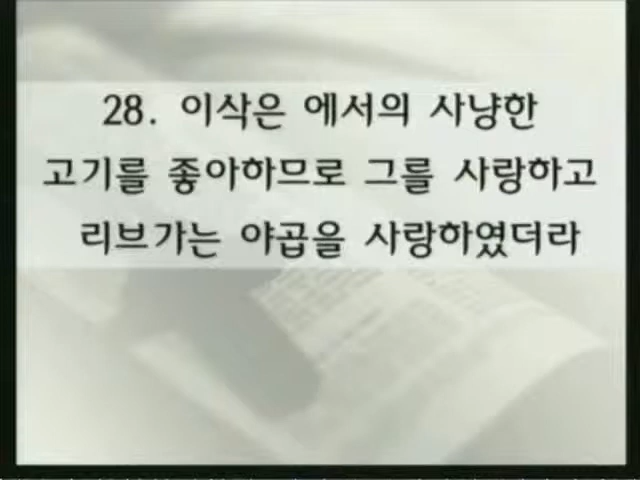 28. 이삭은 에서의 사냥한
고기를 좋아하므로 그를 사랑하고
리브가는 야곱을 사랑하였더라